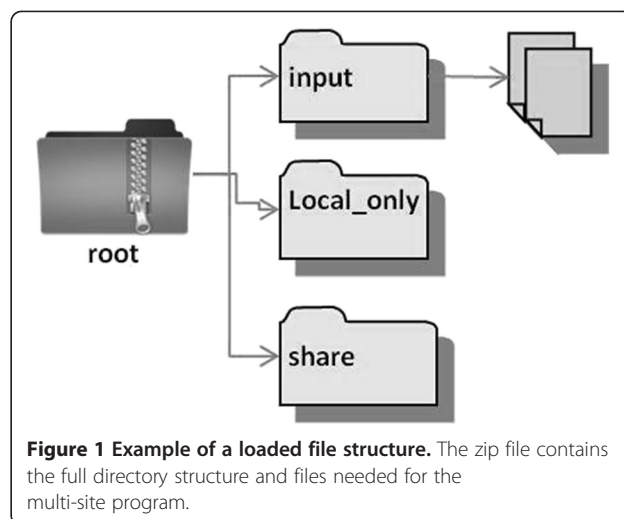 input
Local_only
root
share
Figure 1 Example of a loaded file structure. The zip file contains
the full directory structure and files needed for the
multi-site program.